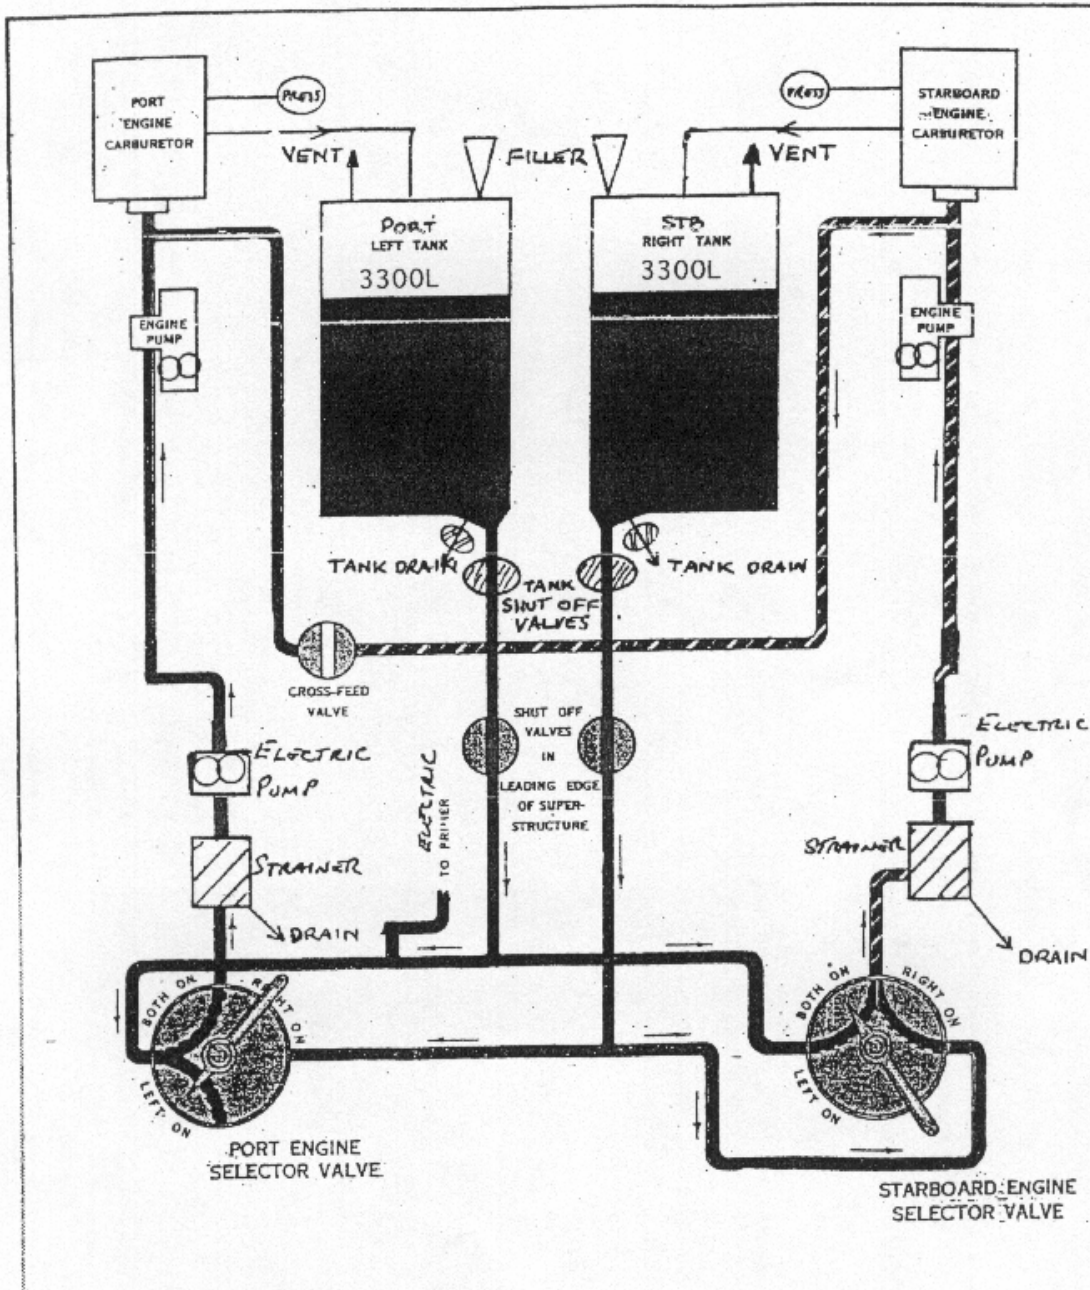 PORT
ENGINE
CARBURETOR
PRESS
VENT
FILLER
PRESS
VENT
STARBOARD
ENGINE
CARBURETOR
PORT
LEFT TANK
3300L
STB
RIGHT TANK
3300L
ENGINE
PUMP
ENGINE
PUMP
TANK DRAIN
TANK
SHUT OFF
VALVES
TANK DRAIN
CROSS-FEED
VALVE
SHUT OFF
VALVES
IN
LEADING EDGE
OF SUPER-
STRUCTURE
ELECTRIC
PUMP
ELECTRIC
PUMP
ELECTRIC
TO PRIMER
STRAINER
STRAINER
DRAIN
DRAIN
BOTH ON
RIGHT ON
LEFT ON
BOTH ON
RIGHT ON
LEFT ON
PORT ENGINE
SELECTOR VALVE
STARBOARD ENGINE
SELECTOR VALVE